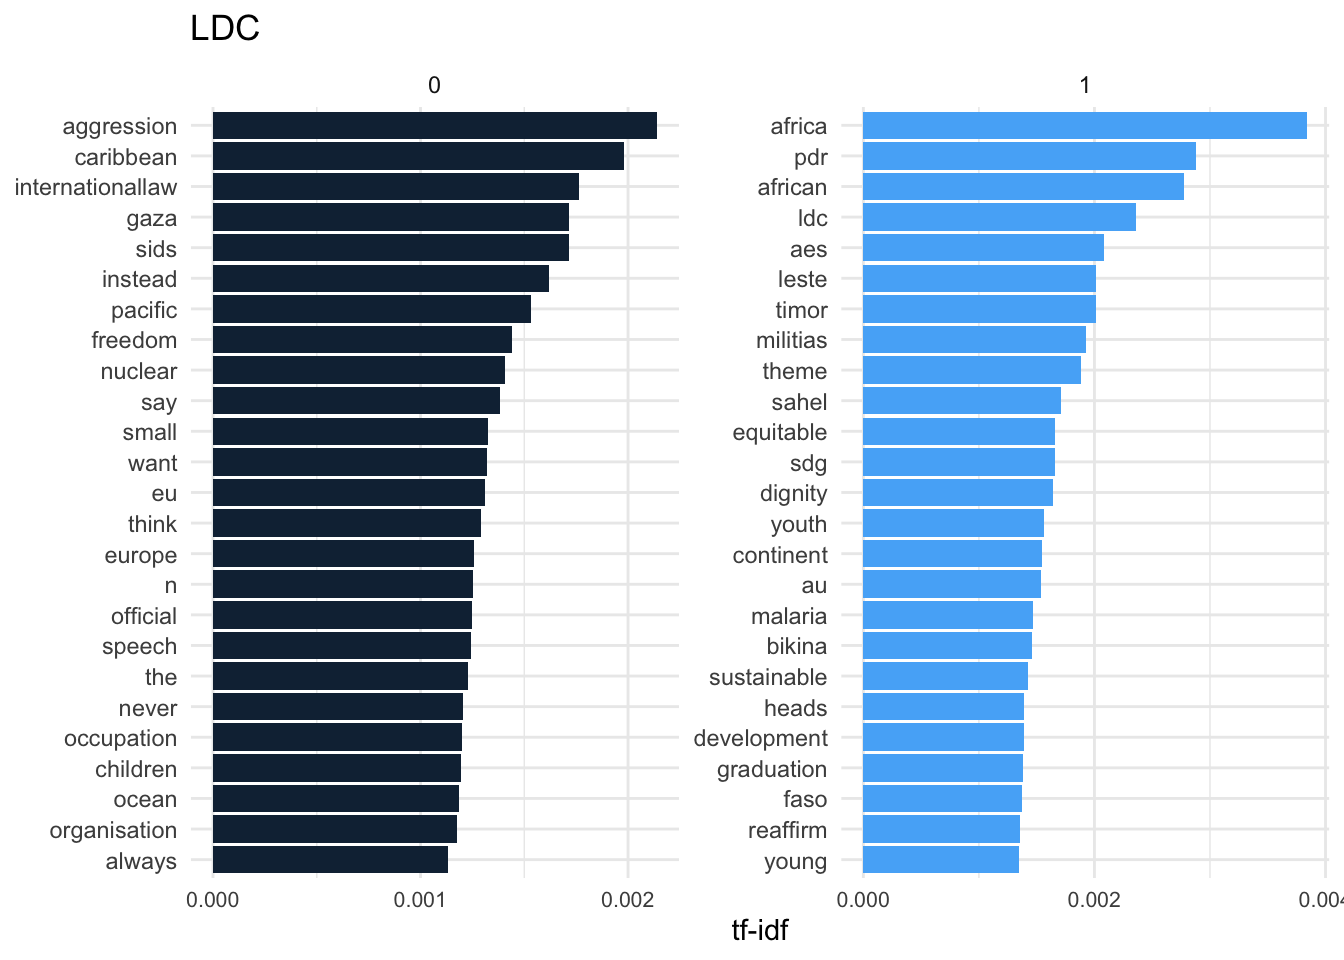 LDC
0
aggression
caribbean
internationallaw
gaza
sids
instead
pacific
freedom
nuclear
say
small
want
eu
think
europe
n
official
speech
the
never
occupation
children
ocean
organisation
always
0.000 0.001 0.002
1
africa
pdr
african
ldc
aes
leste
timor
militias
theme
sahel
equitable
sdg
dignity
youth
continent
au
malaria
bikina
sustainable
heads
development
graduation
faso
reaffirm
young
0.000 0.002 0.004
tf-idf